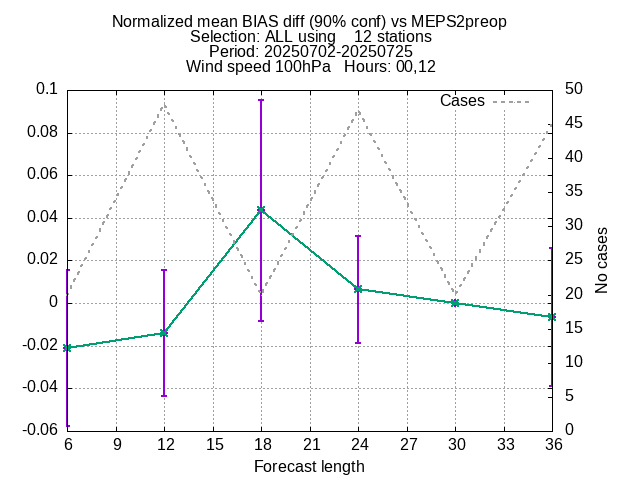 Normalized mean BIAS diff (90% conf) vs MEPS2preop
Selection: ALL using    12 stations
Period: 20250702-20250725
Wind speed 100hPa   Hours: 00,12
Cases
0.1
0.08
0.06
0.04
0.02
0
-0.02
-0.04
-0.06
50
45
40
35
30
25
20
15
10
5
0
No cases
6 9 12 15 18 21 24 27 30 33 36
Forecast length